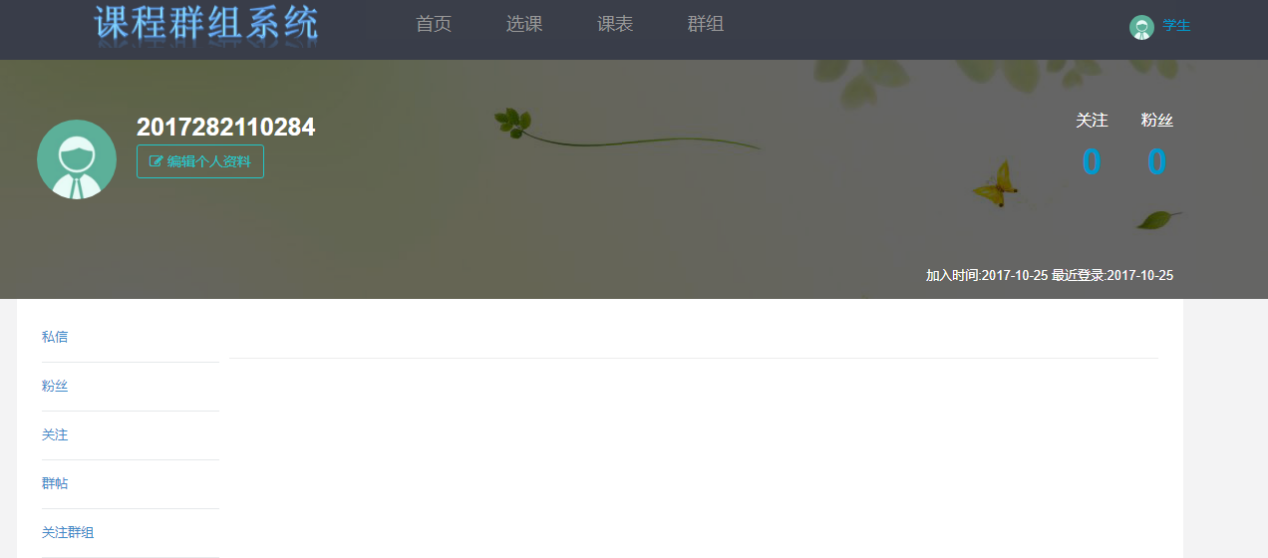 课程群组系统
首页 选课 课表 群组
学生
2017282110284
编辑个人资料
关注 粉丝
0 0
加入时间:2017-10-25 最近登录:2017-10-25
私信
粉丝
关注
群帖
关注群组